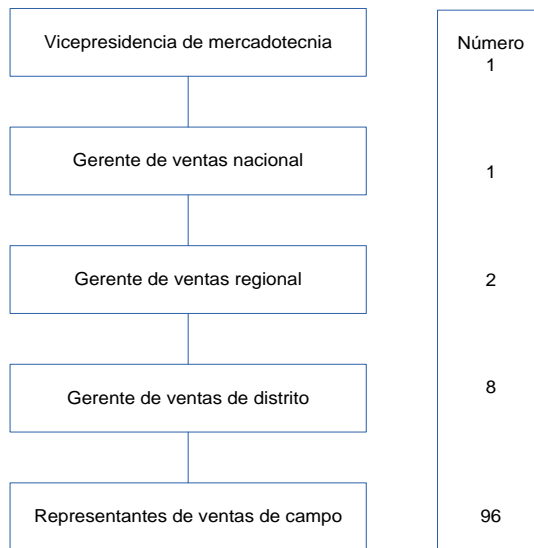 Vicepresidencia de mercadotecnia
Número
1
Gerente de ventas nacional
1
Gerente de ventas regional
2
Gerente de ventas de distrito
8
Representantes de ventas de campo
96